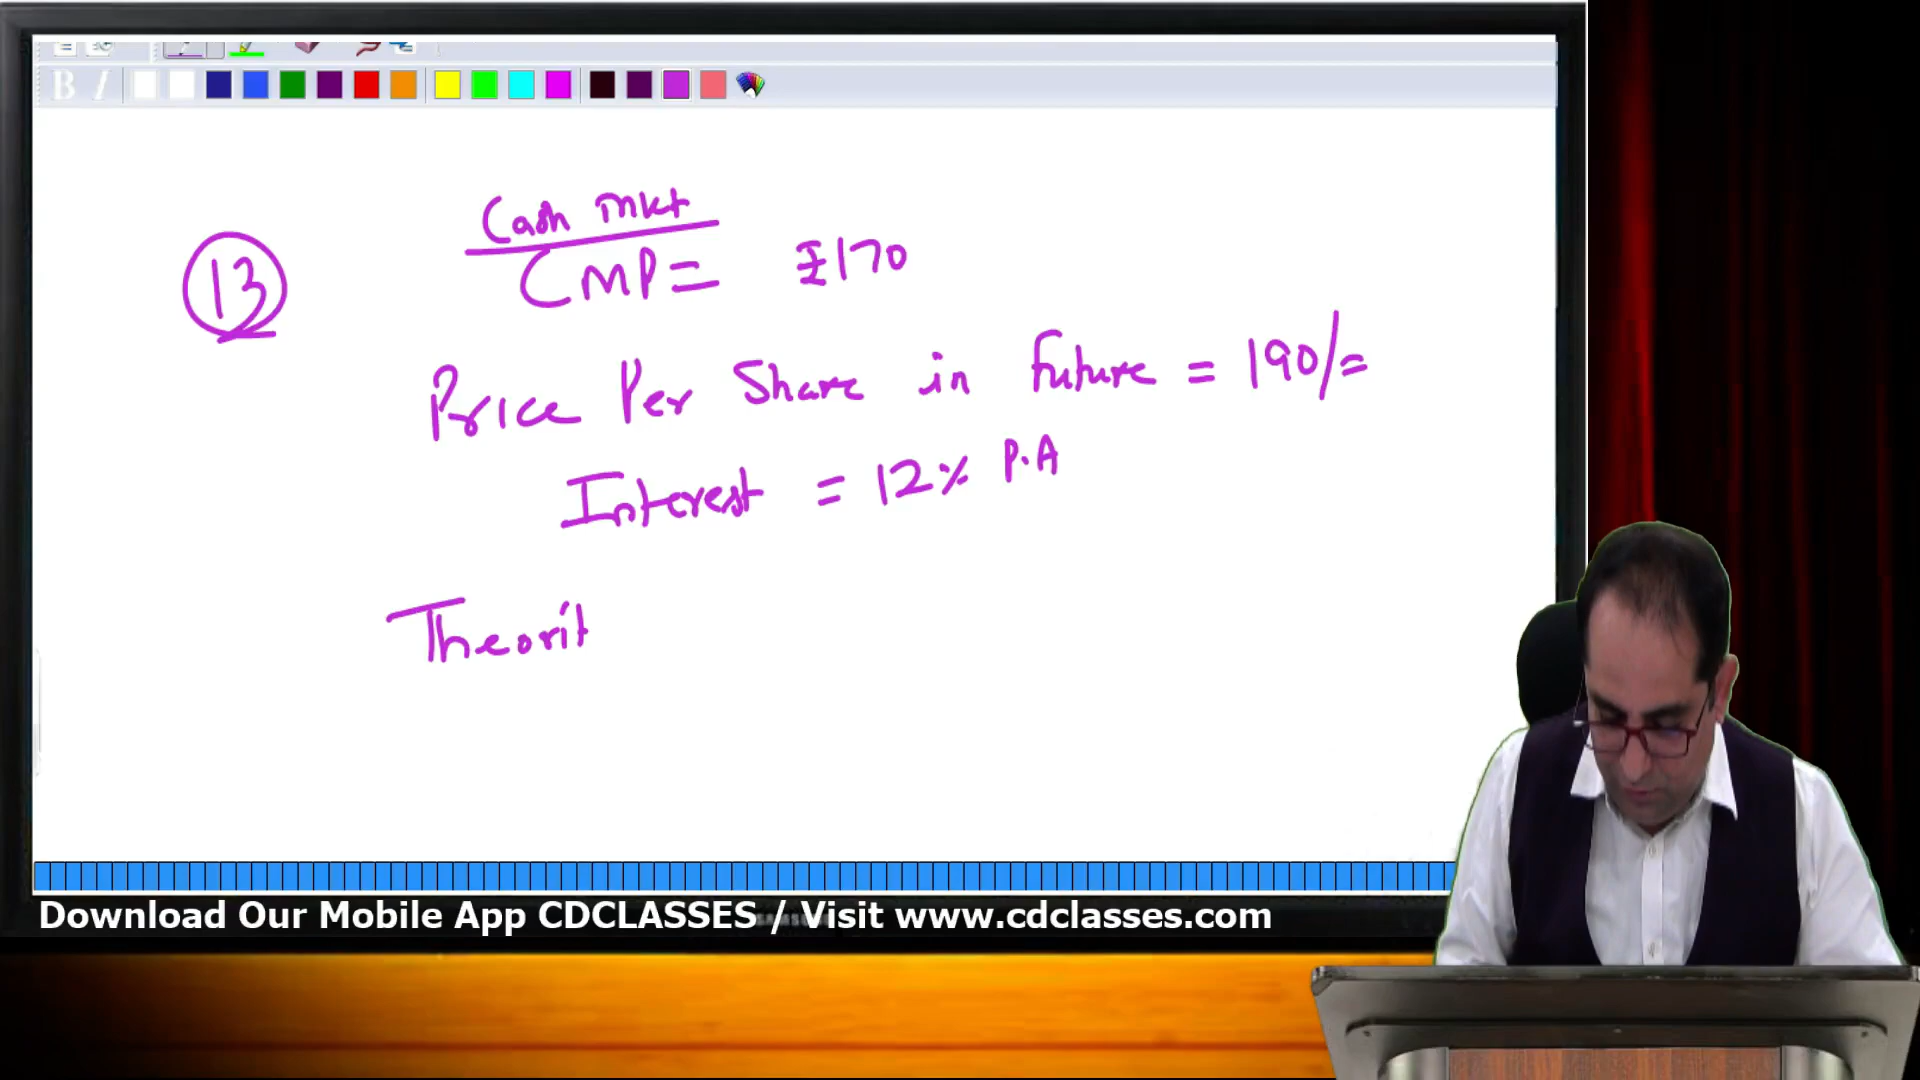 B I
13
Cash mkt
CMP = ₹170
Price Per Share in future = 190/=
Interest = 12% P.A
Theorit
Download Our Mobile App CDCLASSES / Visit www.cdclasses.com